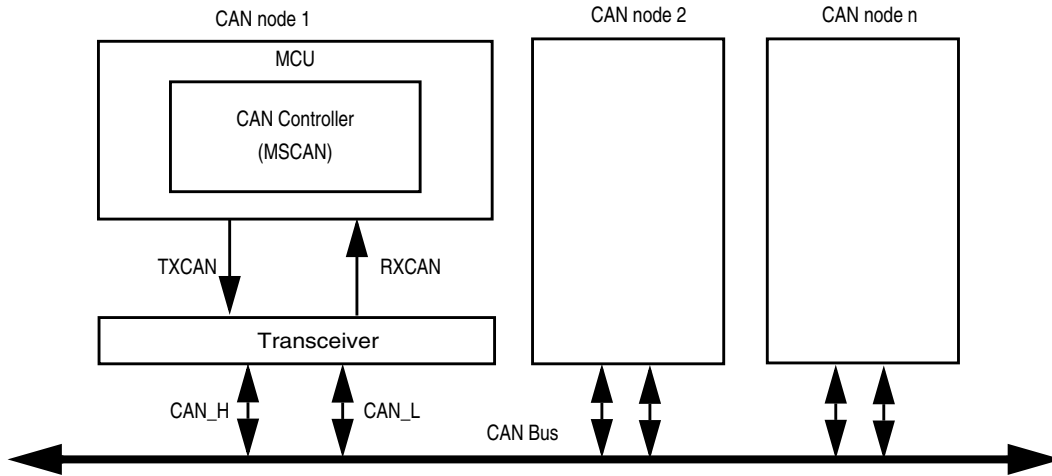 CAN node 1
CAN node 2
CAN node n
MCU
CAN Controller
(MSCAN)
TXCAN
RXCAN
Transceiver
CAN_H
CAN_L
CAN Bus